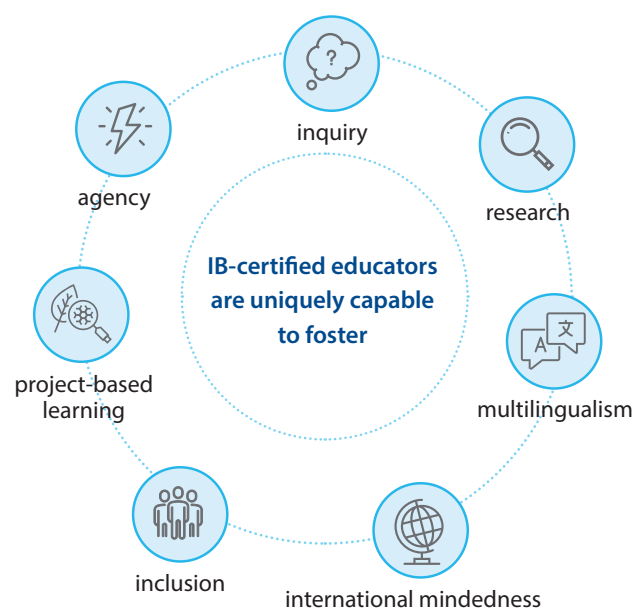 inquiry
research
multilingualism
international mindedness
inclusion
project-based
learning
agency
IB-certified educators
are uniquely capable
to foster
?
A
文